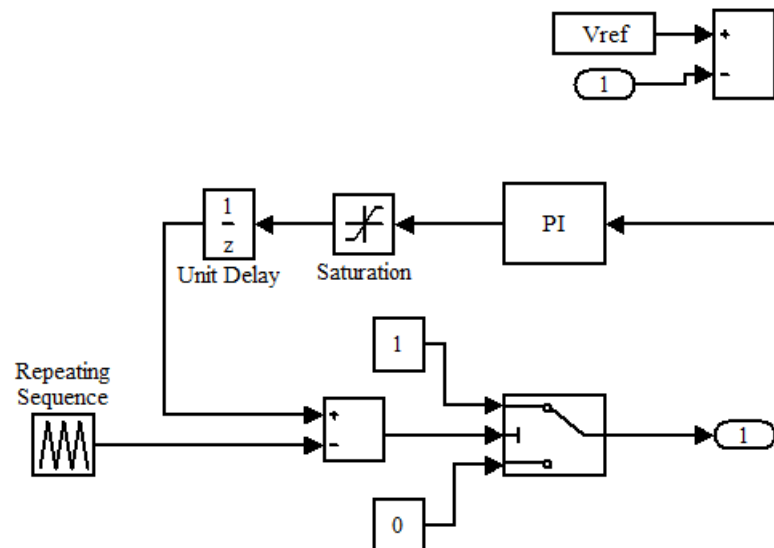 Vref
+
1
-
1
z
Unit Delay
Saturation
PI
1
Repeating
Sequence
+
-
1
0